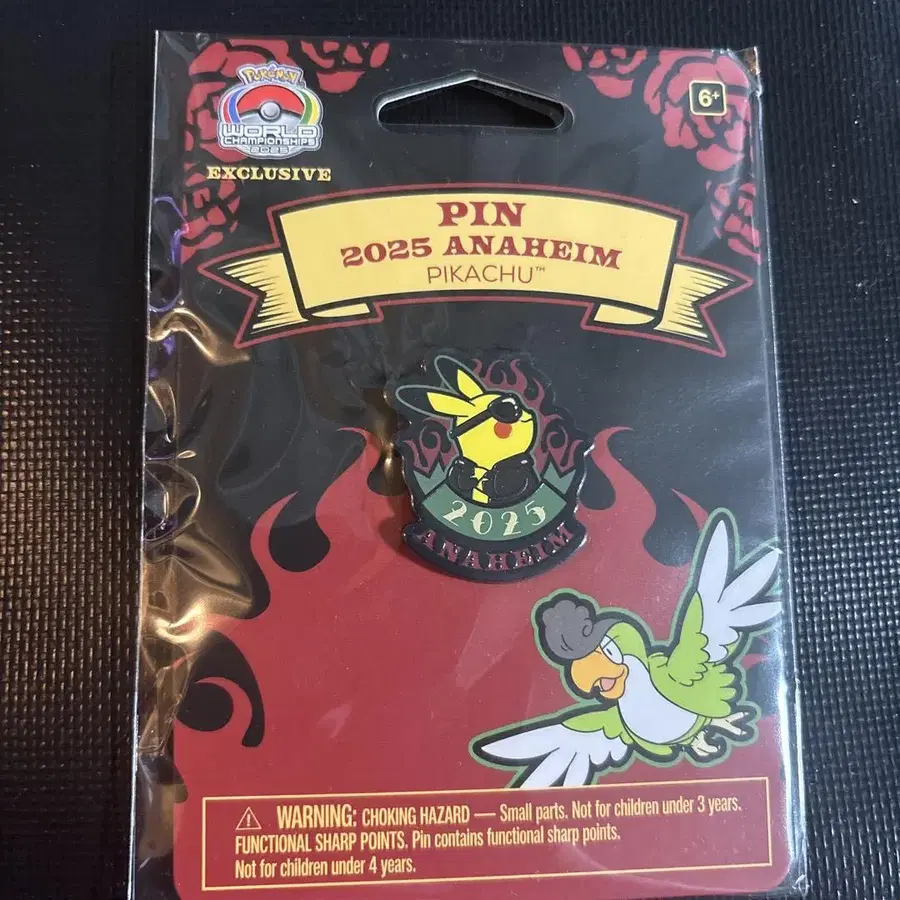 POKÉMON
WORLD
CHAMPIONSHIPS
2025
EXCLUSIVE
6+
PIN
2025 ANAHEIM
PIKACHU™
2025
ANAHEIM
⚠ WARNING: CHOKING HAZARD — Small parts. Not for children under 3 years.
FUNCTIONAL SHARP POINTS. Pin contains functional sharp points.
Not for children under 4 years.